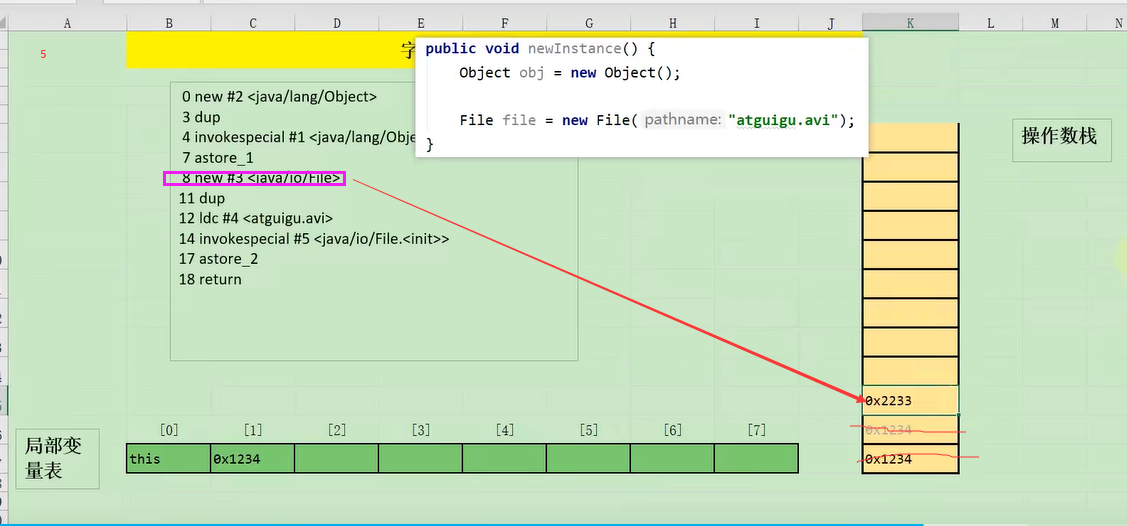 A B C D E F G H I J K L M N
5
字
public void newInstance() {
Object obj = new Object();
File file = new File( pathname: "atguigu.avi");
}
0 new #2 <java/lang/Object>
3 dup
4 invokespecial #1 <java/lang/Obje
7 astore_1
8 new #3 <java/io/File>
11 dup
12 ldc #4 <atguigu.avi>
14 invokespecial #5 <java/io/File.<init>>
17 astore_2
18 return
操作数栈
0x2233
0x1234
0x1234
局部变
量表
[0] [1] [2] [3] [4] [5] [6] [7]
this 0x1234